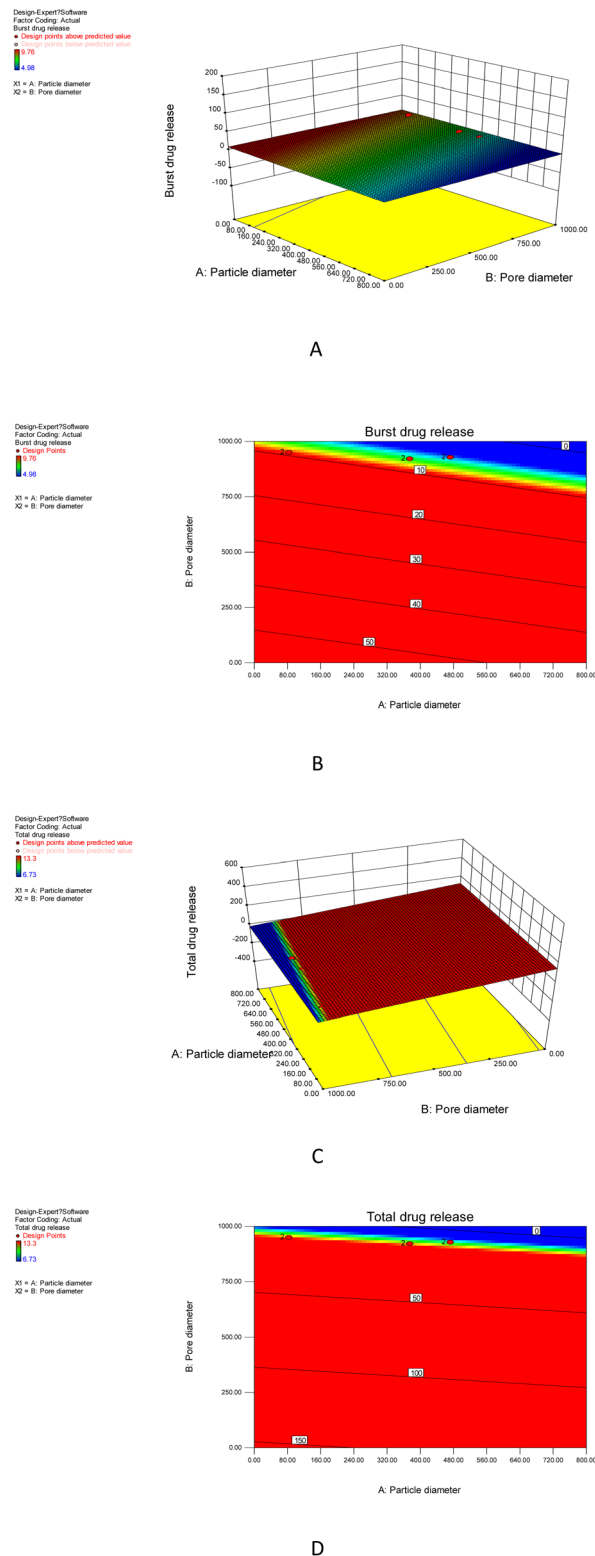 Design-Expert?Software
Factor Coding: Actual
Burst drug release
Design points above predicted value
Design points below predicted value
9.76
4.98
X1 = A: Particle diameter
X2 = B: Pore diameter
200
150
100
50
0
-50
-100
Burst drug release
0.00
80.00
160.00
240.00
320.00
400.00
480.00
560.00
640.00
720.00
800.00
A: Particle diameter
0.00
250.00
500.00
750.00
1000.00
B: Pore diameter
A
Design-Expert?Software
Factor Coding: Actual
Burst drug release
Design Points
9.76
4.98
X1 = A: Particle diameter
X2 = B: Pore diameter
Burst drug release
1000.00
750.00
500.00
250.00
0.00
B: Pore diameter
0
2
2
2
10
20
30
40
50
0.00 80.00 160.00 240.00 320.00 400.00 480.00 560.00 640.00 720.00 800.00
A: Particle diameter
B
Design-Expert?Software
Factor Coding: Actual
Total drug release
Design points above predicted value
Design points below predicted value
13.3
6.73
X1 = A: Particle diameter
X2 = B: Pore diameter
600
400
200
0
-200
-400
Total drug release
800.00
720.00
640.00
560.00
480.00
400.00
320.00
240.00
160.00
80.00
0.00
A: Particle diameter
1000.00
750.00
500.00
250.00
0.00
B: Pore diameter
C
Design-Expert?Software
Factor Coding: Actual
Total drug release
Design Points
13.3
6.73
X1 = A: Particle diameter
X2 = B: Pore diameter
Total drug release
1000.00
750.00
500.00
250.00
0.00
B: Pore diameter
0
2
2
2
50
100
150
0.00 80.00 160.00 240.00 320.00 400.00 480.00 560.00 640.00 720.00 800.00
A: Particle diameter
D